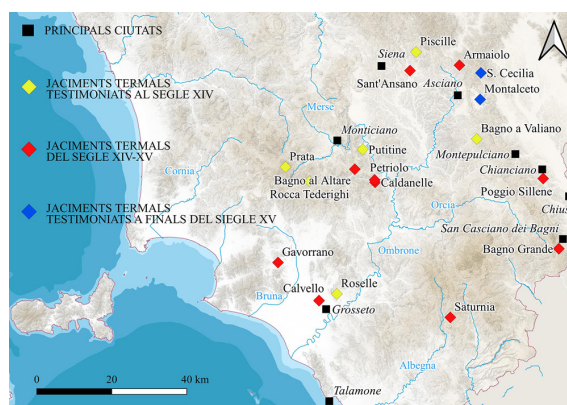 PRINCIPALS CIUTATS
JACIMENTS TERMALS
TESTIMONIATS AL SEGLE XIV
JACIMENTS TERMALS
DEL SEGLE XIV-XV
JACIMENTS TERMALS
TESTIMONIATS A FINALS DEL SIEGLE XV
Piscille
Siena
Armaiolo
Sant'Ansano
S. Cecilia
Asciano
Montalceto
Merse
Monticiano
Bagno a Valiano
Putitine
Cornia
Prata
Montepulciano
Petriolo
Chianciano
Bagno al Altare
Caldanelle
Rocca Tederighi
Poggio Sillene
Orcia
Chius
San Casciano dei Bagni
Ombrone
Gavorrano
Bagno Grande
Bruna
Calvello
Roselle
Grosseto
Saturnia
Albegna
Talamone
0 20 40 km